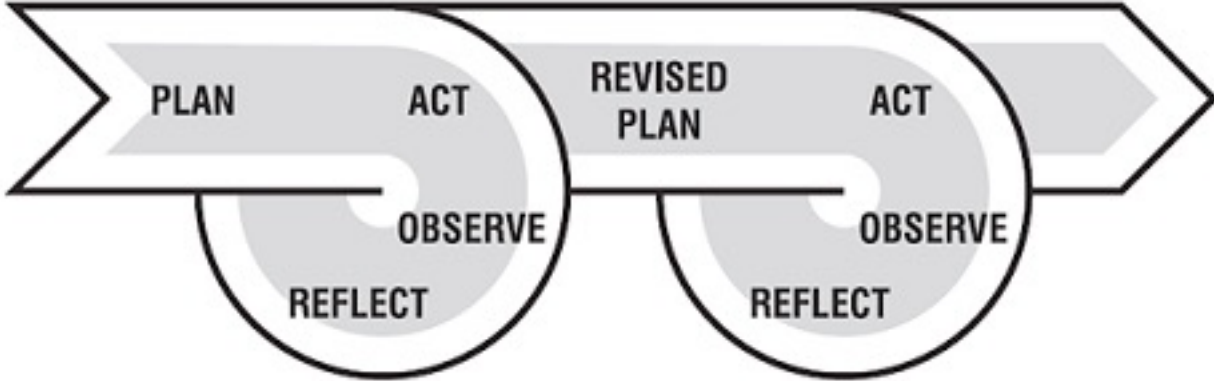 PLAN
ACT
OBSERVE
REFLECT
REVISED
PLAN
ACT
OBSERVE
REFLECT